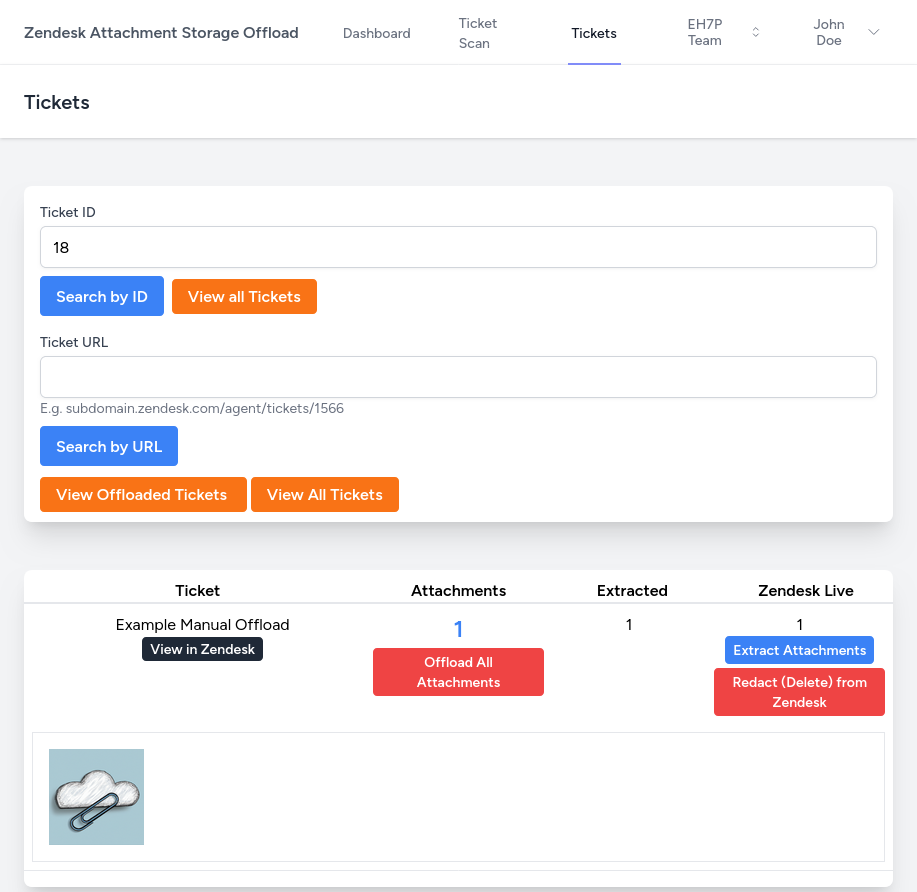 Zendesk Attachment Storage Offload
Dashboard
Ticket
Scan
Tickets
EH7P
Team
John
Doe
Tickets
Ticket ID
18
Search by ID
View all Tickets
Ticket URL
E.g. subdomain.zendesk.com/agent/tickets/1566
Search by URL
View Offloaded Tickets
View All Tickets
Ticket
Attachments
Extracted
Zendesk Live
Example Manual Offload
View in Zendesk
1
Offload All
Attachments
1
1
Extract Attachments
Redact (Delete) from
Zendesk